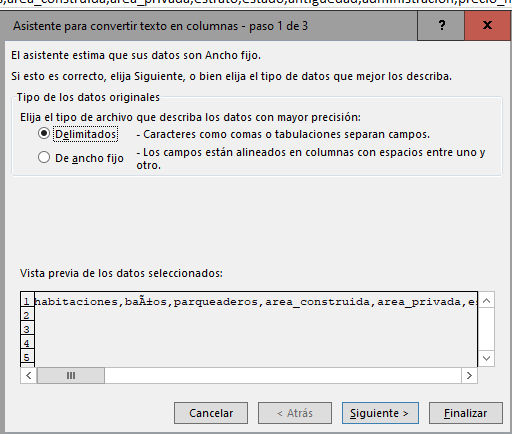 ,area_construida,area_privada,estrato,estado,antiguedad,administracion,precio_m
Asistente para convertir texto en columnas - paso 1 de 3
?
x
El asistente estima que sus datos son Ancho fijo.
Si esto es correcto, elija Siguiente, o bien elija el tipo de datos que mejor los describa.
Tipo de los datos originales
Elija el tipo de archivo que describa los datos con mayor precisión:
Delimitados - Caracteres como comas o tabulaciones separan campos.
De ancho fijo - Los campos están alineados en columnas con espacios entre uno y
otro.
Vista previa de los datos seleccionados:
1 habitaciones,baÃ±os,parqueaderos,area_construida,area_privada,es
2
3
4
5
Cancelar < Atrás Siguiente > Finalizar